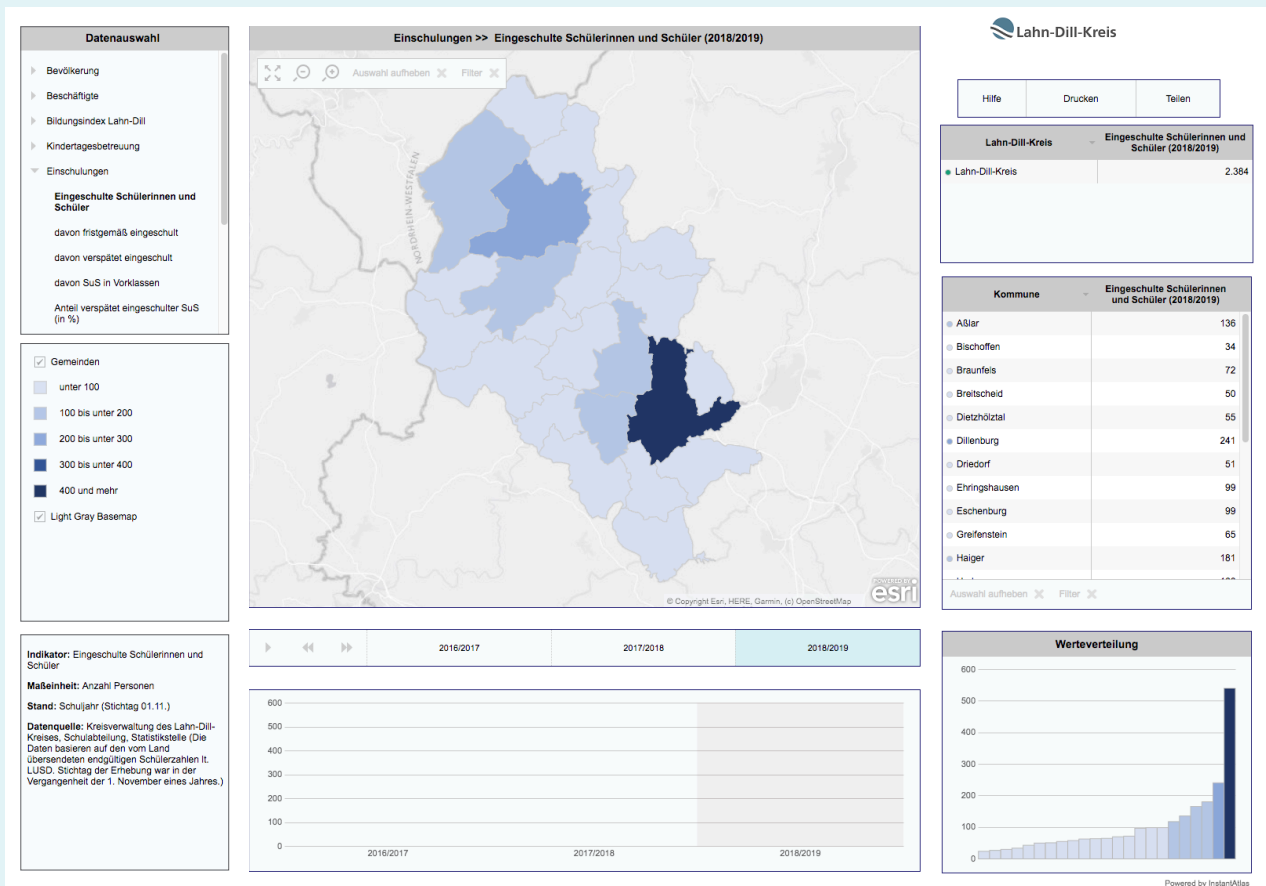 Datenauswahl
Bevölkerung
Beschäftigte
Bildungsindex Lahn-Dill
Kindertagesbetreuung
Einschulungen
Eingeschulte Schülerinnen und
Schüler
davon fristgemäß eingeschult
davon verspätet eingeschult
davon SuS in Vorklassen
Anteil verspätet eingeschulter SuS
(in %)
Gemeinden
unter 100
100 bis unter 200
200 bis unter 300
300 bis unter 400
400 und mehr
Light Gray Basemap
Indikator: Eingeschulte Schülerinnen und
Schüler
Maßeinheit: Anzahl Personen
Stand: Schuljahr (Stichtag 01.11.)
Datenquelle: Kreisverwaltung des Lahn-Dill-
Kreises, Schulabteilung, Statistikstelle (Die
Daten basieren auf den vom Land
übersendeten endgültigen Schülerzahlen lt.
LUSD. Stichtag der Erhebung war in der
Vergangenheit der 1. November eines Jahres.)
Einschulungen >> Eingeschulte Schülerinnen und Schüler (2018/2019)
Auswahl aufheben
Filter
NORDRHEIN-WESTFALEN
POWERED BY
esri
© Copyright Esri, HERE, Garmin, (c) OpenStreetMap
2016/2017 2017/2018 2018/2019
600
500
400
300
200
100
0
2016/2017 2017/2018 2018/2019
Lahn-Dill-Kreis
Hilfe Drucken Teilen
Lahn-Dill-Kreis Eingeschulte Schülerinnen und
Schüler (2018/2019)
Lahn-Dill-Kreis 2.384
Kommune Eingeschulte Schülerinnen
und Schüler (2018/2019)
Aßlar 136
Bischoffen 34
Braunfels 72
Breitscheid 50
Dietzhölztal 55
Dillenburg 241
Driedorf 51
Ehringshausen 99
Eschenburg 99
Greifenstein 65
Haiger 181
Auswahl aufheben Filter
Werteverteilung
600
500
400
300
200
100
0
Powered by InstantAtlas